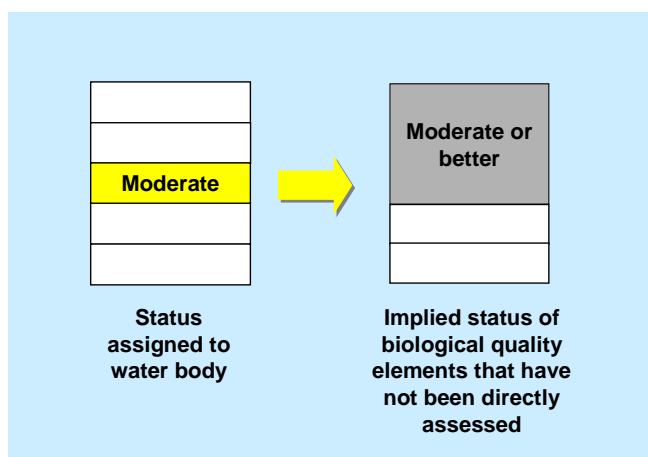 Moderate
Moderate or
better
Status
assigned to
water body
Implied status of
biological quality
elements that have
not been directly
assessed